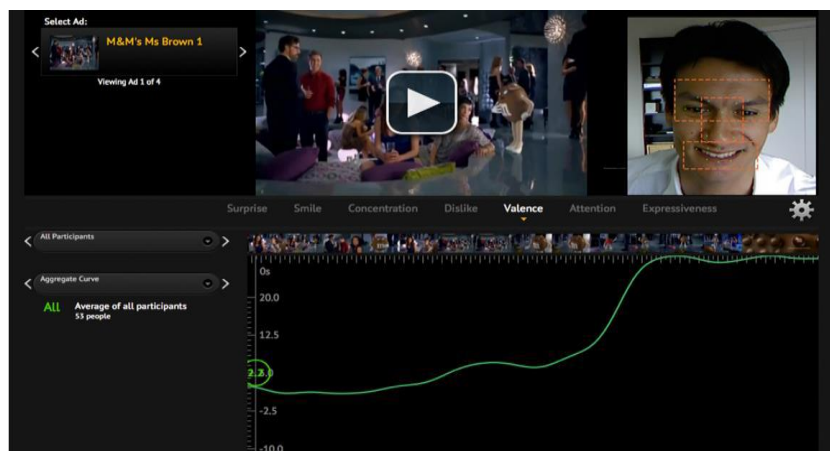 Select Ad:
M&M's Ms Brown 1
Viewing Ad 1 of 4
Surprise Smile Concentration Dislike Valence Attention Expressiveness
All Participants
Aggregate Curve
All Average of all participants
53 people
0s
20.0
12.5
-2.5
-10.0